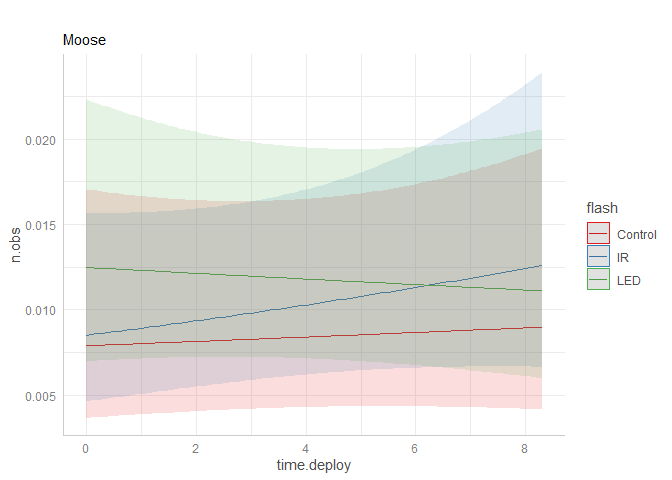 Moose
n.obs
0.020
0.015
0.010
0.005
0
2
4
6
8
time.deploy
flash
Control
IR
LED